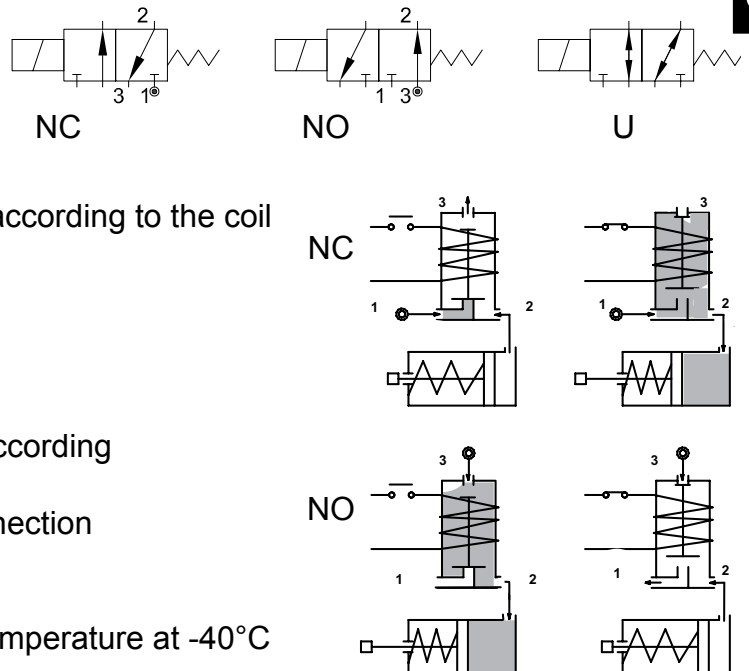 2 2
3 1 1 3
NC NO U
according to the coil
NC
3 3
1 2 1 2
ccording
nection
NO
3 3
1 2 1 2
mperature at -40°C